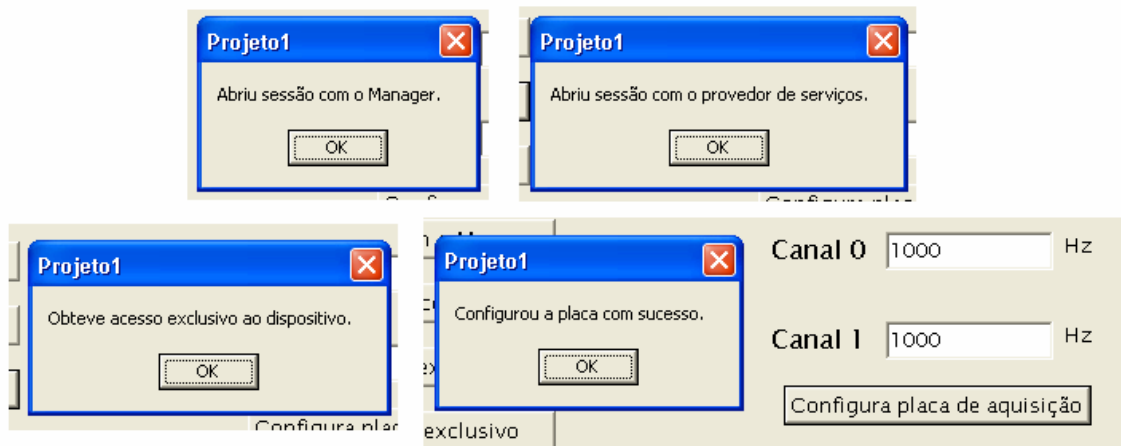 Projeto1
Abriu sessão com o Manager.
OK
Projeto1
Abriu sessão com o provedor de serviços.
OK
Projeto1
Obteve acesso exclusivo ao dispositivo.
OK
Projeto1
Configurou a placa com sucesso.
OK
exclusivo
Canal 0 1000 Hz
Canal 1 1000 Hz
Configura placa de aquisição